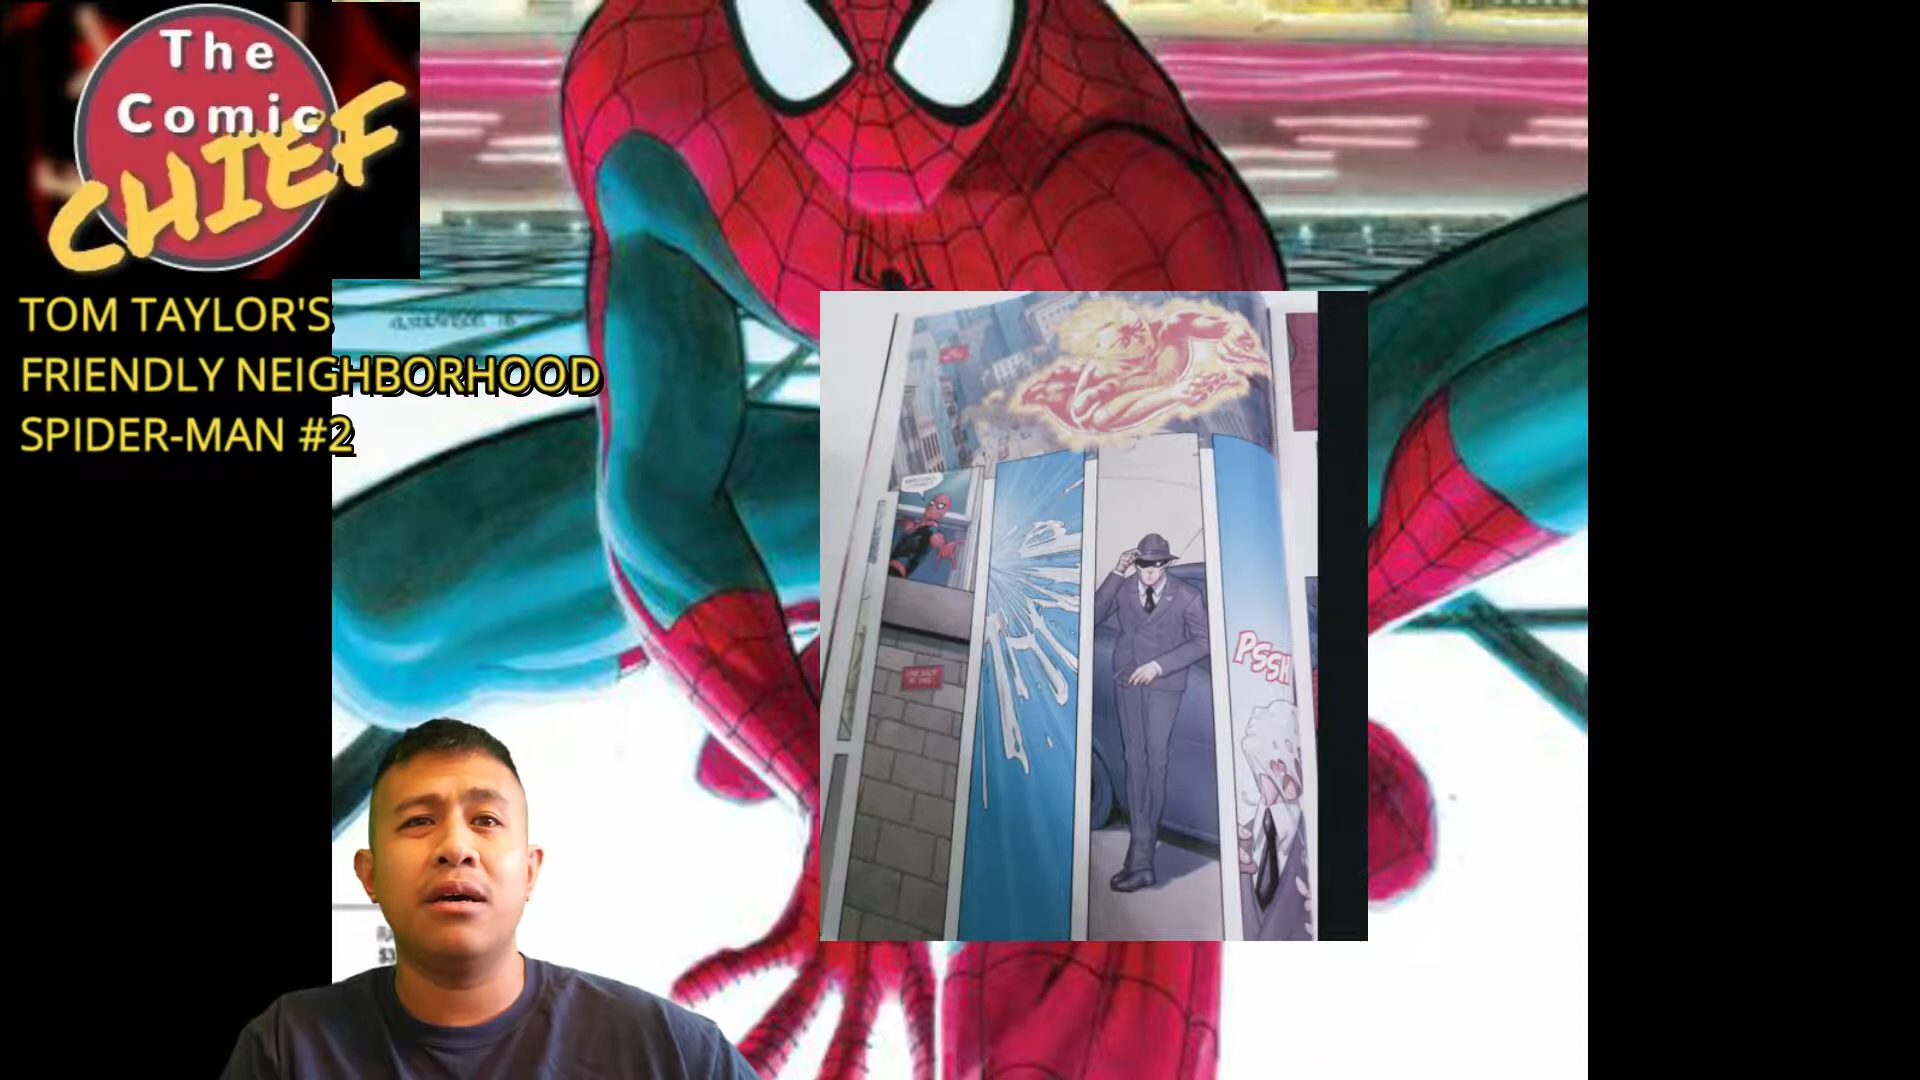 The
Comic
CHIEF
TOM TAYLOR'S
FRIENDLY NEIGHBORHOOD
SPIDER-MAN #2
PSSH